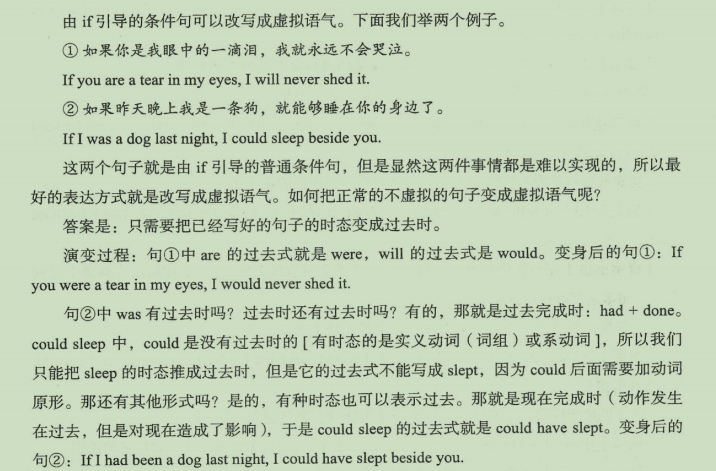 由 if 引导的条件句可以改写成虚拟语气。下面我们举两个例子。
① 如果你是我眼中的一滴泪，我就永远不会哭泣。
If you are a tear in my eyes, I will never shed it.
② 如果昨天晚上我是一条狗，就能够睡在你的身边了。
If I was a dog last night, I could sleep beside you.
这两个句子就是由 if 引导的普通条件句，但是显然这两件事情都是难以实现的，所以最
好的表达方式就是改写成虚拟语气。如何把正常的不虚拟的句子变成虚拟语气呢？
答案是：只需要把已经写好的句子的时态变成过去时。
演变过程：句①中 are 的过去式就是 were，will 的过去式是 would。变身后的句①：If
you were a tear in my eyes, I would never shed it.
句②中 was 有过去时吗？过去时还有过去时吗？有的，那就是过去完成时：had + done。
could sleep 中，could 是没有过去时的 [ 有时态的是实义动词（词组）或系动词 ]，所以我们
只能把 sleep 的时态推成过去时，但是它的过去式不能写成 slept，因为 could 后面需要加动词
原形。那还有其他形式吗？是的，有种时态也可以表示过去。那就是现在完成时（动作发生
在过去，但是对现在造成了影响），于是 could sleep 的过去式就是 could have slept。变身后的
句②：If I had been a dog last night, I could have slept beside you.